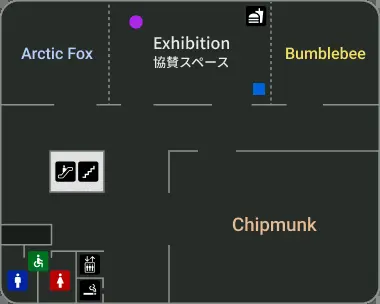 Arctic Fox
Exhibition
協賛スペース
Bumblebee
Chipmunk